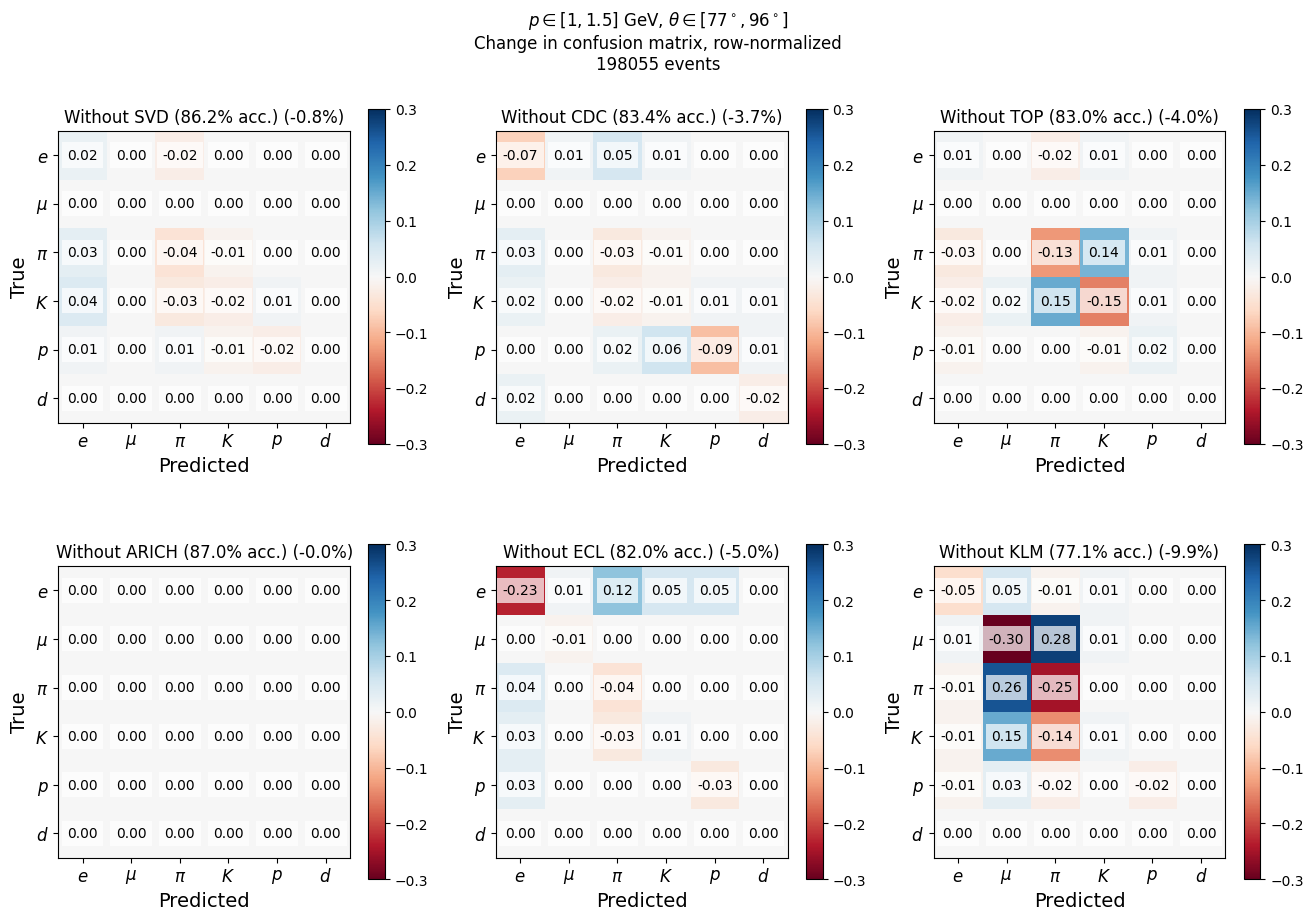 p ∈ [1, 1.5] GeV, θ ∈ [77°, 96°]
Change in confusion matrix, row-normalized
198055 events
Without SVD (86.2% acc.) (-0.8%)
e 0.02 0.00 -0.02 0.00 0.00 0.00
μ 0.00 0.00 0.00 0.00 0.00 0.00
π 0.03 0.00 -0.04 -0.01 0.00 0.00
K 0.04 0.00 -0.03 -0.02 0.01 0.00
p 0.01 0.00 0.01 -0.01 -0.02 0.00
d 0.00 0.00 0.00 0.00 0.00 0.00
e μ π K p d
Predicted
True
0.3
0.2
0.1
0.0
−0.1
−0.2
−0.3
Without CDC (83.4% acc.) (-3.7%)
e -0.07 0.01 0.05 0.01 0.00 0.00
μ 0.00 0.00 0.00 0.00 0.00 0.00
π 0.03 0.00 -0.03 -0.01 0.00 0.00
K 0.02 0.00 -0.02 -0.01 0.01 0.01
p 0.00 0.00 0.02 0.06 -0.09 0.01
d 0.02 0.00 0.00 0.00 0.00 -0.02
e μ π K p d
Predicted
True
0.3
0.2
0.1
0.0
−0.1
−0.2
−0.3
Without TOP (83.0% acc.) (-4.0%)
e 0.01 0.00 -0.02 0.01 0.00 0.00
μ 0.00 0.00 0.00 0.00 0.00 0.00
π -0.03 0.00 -0.13 0.14 0.01 0.00
K -0.02 0.02 0.15 -0.15 0.01 0.00
p -0.01 0.00 0.00 -0.01 0.02 0.00
d 0.00 0.00 0.00 0.00 0.00 0.00
e μ π K p d
Predicted
True
0.3
0.2
0.1
0.0
−0.1
−0.2
−0.3
Without ARICH (87.0% acc.) (-0.0%)
e 0.00 0.00 0.00 0.00 0.00 0.00
μ 0.00 0.00 0.00 0.00 0.00 0.00
π 0.00 0.00 0.00 0.00 0.00 0.00
K 0.00 0.00 0.00 0.00 0.00 0.00
p 0.00 0.00 0.00 0.00 0.00 0.00
d 0.00 0.00 0.00 0.00 0.00 0.00
e μ π K p d
Predicted
True
0.3
0.2
0.1
0.0
−0.1
−0.2
−0.3
Without ECL (82.0% acc.) (-5.0%)
e -0.23 0.01 0.12 0.05 0.05 0.00
μ 0.00 -0.01 0.00 0.00 0.00 0.00
π 0.04 0.00 -0.04 0.00 0.00 0.00
K 0.03 0.00 -0.03 0.01 0.00 0.00
p 0.03 0.00 0.00 0.00 -0.03 0.00
d 0.00 0.00 0.00 0.00 0.00 0.00
e μ π K p d
Predicted
True
0.3
0.2
0.1
0.0
−0.1
−0.2
−0.3
Without KLM (77.1% acc.) (-9.9%)
e -0.05 0.05 -0.01 0.01 0.00 0.00
μ 0.01 -0.30 0.28 0.01 0.00 0.00
π -0.01 0.26 -0.25 0.00 0.00 0.00
K -0.01 0.15 -0.14 0.01 0.00 0.00
p -0.01 0.03 -0.02 0.00 -0.02 0.00
d 0.00 0.00 0.00 0.00 0.00 0.00
e μ π K p d
Predicted
True
0.3
0.2
0.1
0.0
−0.1
−0.2
−0.3